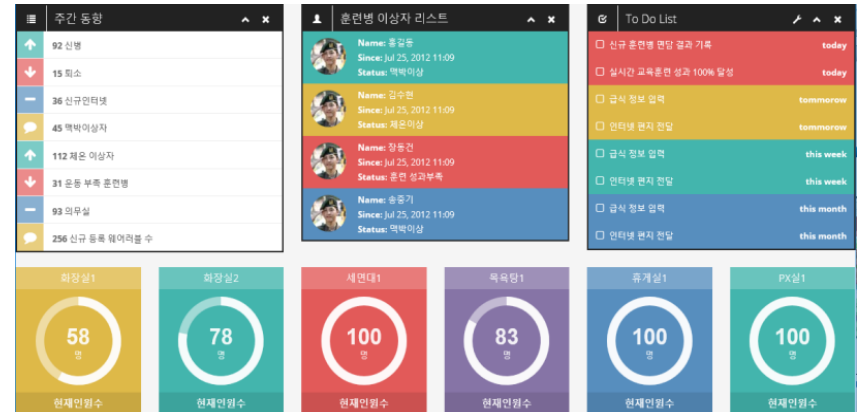 주간 동향
92 신병
15 퇴소
36 신규인터넷
45 맥박이상자
112 체온 이상자
31 운동 부족 훈련병
93 의무실
256 신규 등록 웨어러블 수
훈련병 이상자 리스트
Name: 홍길동
Since: Jul 25, 2012 11:09
Status: 맥박이상
Name: 김수현
Since: Jul 25, 2012 11:09
Status: 체온이상
Name: 장동건
Since: Jul 25, 2012 11:09
Status: 훈련 성과부족
Name: 송중기
Since: Jul 25, 2012 11:09
Status: 맥박이상
To Do List
신규 훈련병 면담 결과 기록 today
실시간 교육훈련 성과 100% 달성 today
급식 정보 입력 tommorow
인터넷 편지 전달 tommorow
급식 정보 입력 this week
인터넷 편지 전달 this week
급식 정보 입력 this month
인터넷 편지 전달 this month
화장실1
58
명
현재인원수
화장실2
78
명
현재인원수
세면대1
100
명
현재인원수
목욕탕1
83
명
현재인원수
휴게실1
100
명
현재인원수
PX실1
100
명
현재인원수